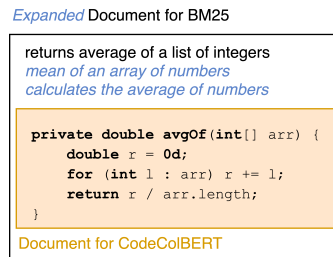 Expanded Document for BM25
returns average of a list of integers
mean of an array of numbers
calculates the average of numbers
private double avgOf(int[] arr) {
    double r = 0d;
    for (int l : arr) r += l;
    return r / arr.length;
}
Document for CodeColBERT